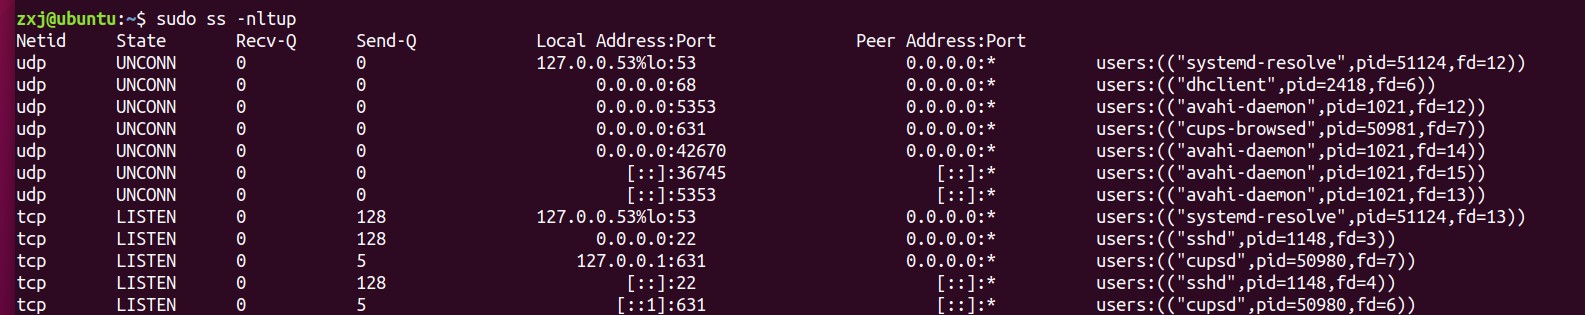 zxj@ubuntu:~$ sudo ss -nltup
Netid State Recv-Q Send-Q Local Address:Port Peer Address:Port
udp UNCONN 0 0 127.0.0.53%lo:53 0.0.0.0:* users:(("systemd-resolve",pid=51124,fd=12))
udp UNCONN 0 0 0.0.0.0:68 0.0.0.0:* users:(("dhclient",pid=2418,fd=6))
udp UNCONN 0 0 0.0.0.0:5353 0.0.0.0:* users:(("avahi-daemon",pid=1021,fd=12))
udp UNCONN 0 0 0.0.0.0:631 0.0.0.0:* users:(("cups-browsed",pid=50981,fd=7))
udp UNCONN 0 0 0.0.0.0:42670 0.0.0.0:* users:(("avahi-daemon",pid=1021,fd=14))
udp UNCONN 0 0 [::]:36745 [::]:* users:(("avahi-daemon",pid=1021,fd=15))
udp UNCONN 0 0 [::]:5353 [::]:* users:(("avahi-daemon",pid=1021,fd=13))
tcp LISTEN 0 128 127.0.0.53%lo:53 0.0.0.0:* users:(("systemd-resolve",pid=51124,fd=13))
tcp LISTEN 0 128 0.0.0.0:22 0.0.0.0:* users:(("sshd",pid=1148,fd=3))
tcp LISTEN 0 5 127.0.0.1:631 0.0.0.0:* users:(("cupsd",pid=50980,fd=7))
tcp LISTEN 0 128 [::]:22 [::]:* users:(("sshd",pid=1148,fd=4))
tcp LISTEN 0 5 [::1]:631 [::]:* users:(("cupsd",pid=50980,fd=6))